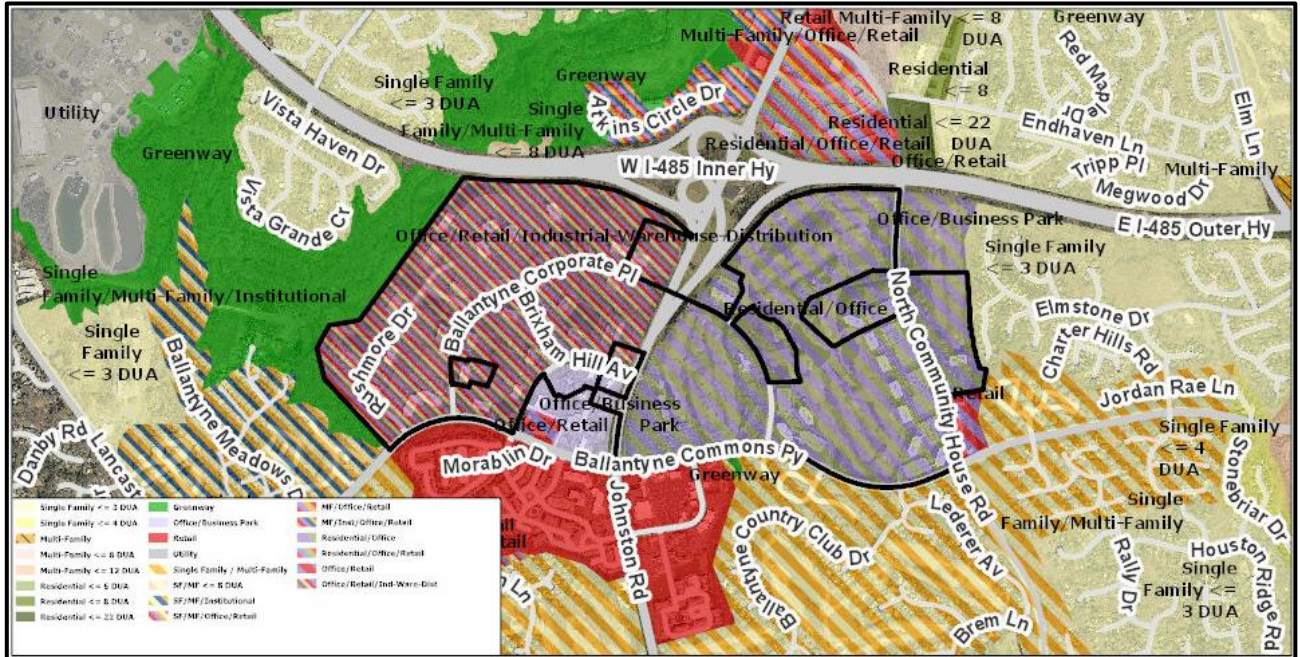 Retail Multi-Family <= 8
DUA
Greenway
Multi-Family/Office/Retail
Red Maple Dr
Single Family
<= 3 DUA
Greenway
Residential
<= 8
Elm Ln
Utility
Vista Haven Dr
Single
Family/Multi-Family
<= 8 DUA
Atkins Circle Dr
Residential <= 22
DUA
Endhaven Ln
Greenway
Residential/Office/Retail
Office/Retail
Tripp Pl
Multi-Family
W I-485 Inner Hy
Megwood Dr
Vista Grande Cr
Office/Business Park
E I-485 Outer Hy
Office/Retail/Industrial-Warehouse-Distribution
Single Family
<= 3 DUA
Single
Family/Multi-Family/Institutional
Ballantyne Corporate Pl
Residential/Office
North Community House Rd
Elmstone Dr
Single
Family
<= 3 DUA
Rushmore Dr
Brixham Hill Av
Charter Hills Rd
Ballantyne Meadows D
Office/Business
Park
Office/Retail
Retail
Jordan Rae Ln
Danby Rd
Lancast
Morablin Dr
Ballantyne Commons Py
Greenway
Single Family
<= 4
DUA
Stonebriar Dr
Johnston Rd
Ballantyne Country Club Dr
Lederer Av
Single
Family/Multi-Family
Rally Dr
Houston Ridge Rd
Single
Family <=
3 DUA
Brem Ln
n Ln
Single Family <= 3 DUA
Single Family <= 4 DUA
Multi-Family
Multi-Family <= 8 DUA
Multi-Family <= 12 DUA
Residential <= 6 DUA
Residential <= 8 DUA
Residential <= 22 DUA
Greenway
Office/Business Park
Retail
Utility
Single Family / Multi-Family
SF/MF <= 8 DUA
SF/MF/Institutional
SF/MF/Office/Retail
MF/Office/Retail
MF/Inst/Office/Retail
Residential/Office
Residential/Office/Retail
Office/Retail
Office/Retail/Ind-Ware-Dist